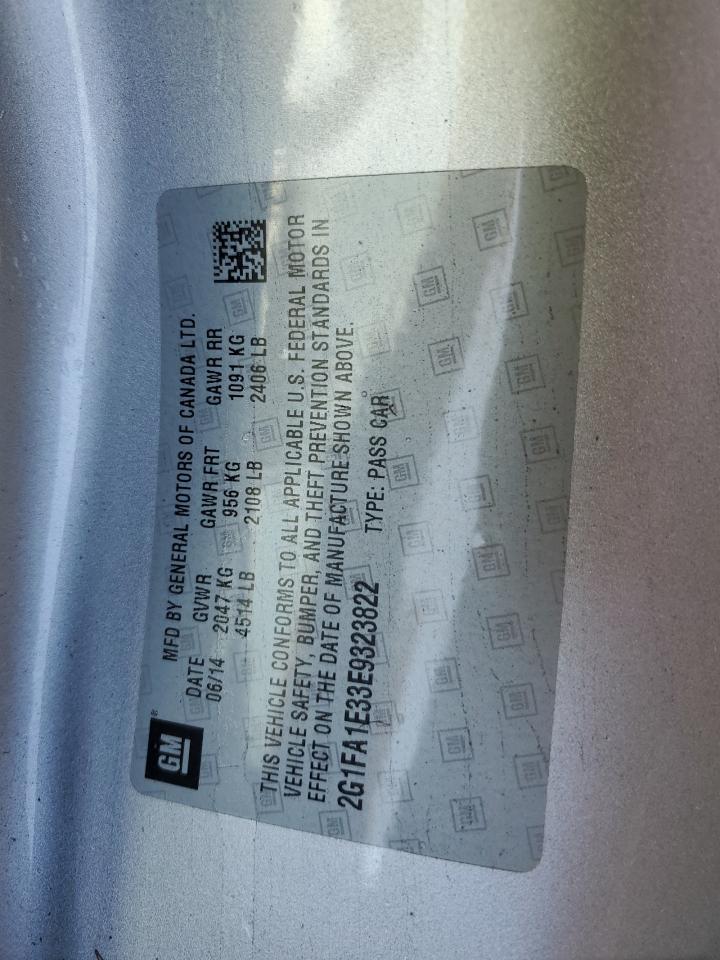 GM®
MFD BY GENERAL MOTORS OF CANADA LTD.
DATE GVWR GAWR FRT GAWR RR
06/14 2047 KG 956 KG 1091 KG
4514 LB 2108 LB 2406 LB
THIS VEHICLE CONFORMS TO ALL APPLICABLE U.S. FEDERAL MOTOR
VEHICLE SAFETY, BUMPER, AND THEFT PREVENTION STANDARDS IN
EFFECT ON THE DATE OF MANUFACTURE SHOWN ABOVE.
2G1FA1E33E9323822 TYPE: PASS CAR